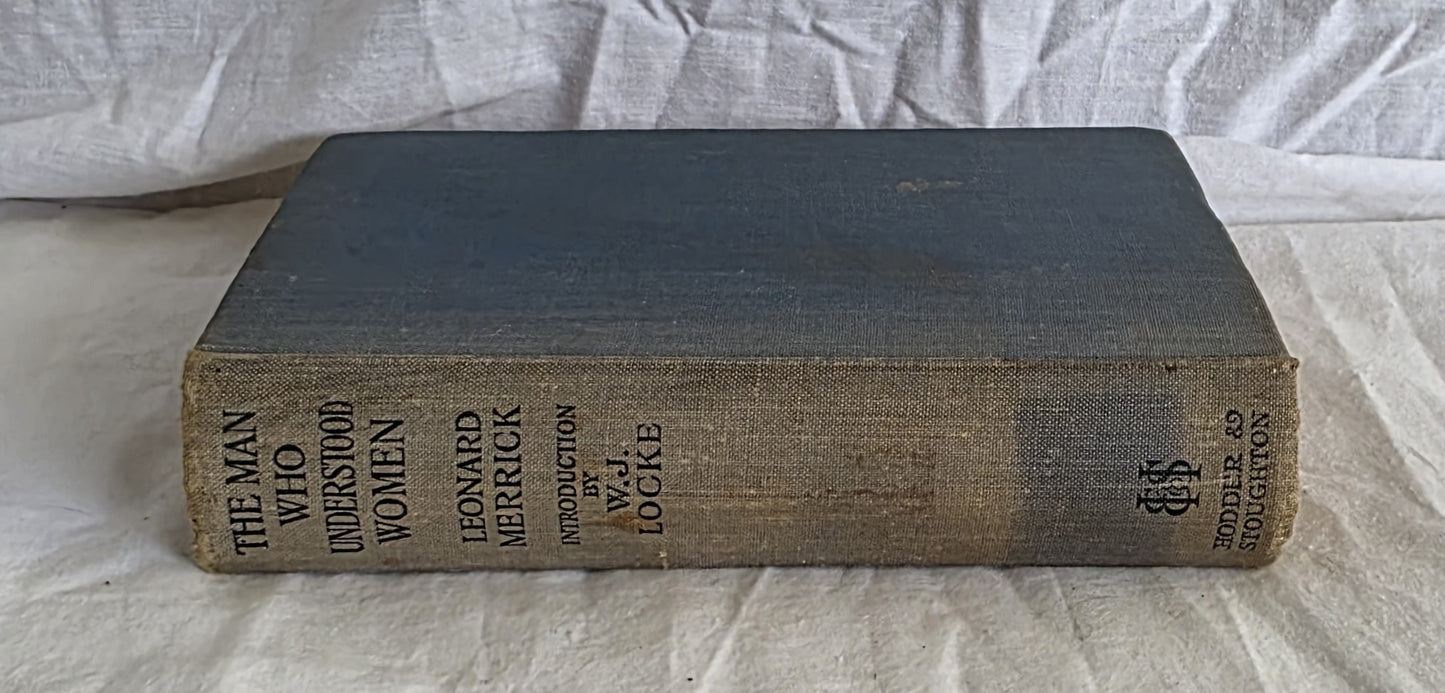 THE MAN
WHO
UNDERSTOOD
WOMEN
LEONARD
MERRICK
INTRODUCTION
BY
W.J.
LOCKE
HODDER &
STOUGHTON